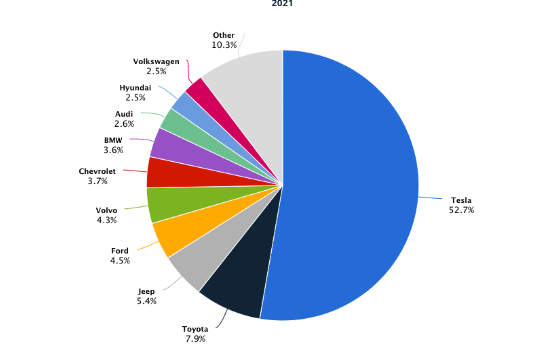 2021
Other
10.3%
Volkswagen
2.5%
Hyundai
2.5%
Audi
2.6%
BMW
3.6%
Chevrolet
3.7%
Volvo
4.3%
Ford
4.5%
Jeep
5.4%
Toyota
7.9%
Tesla
52.7%